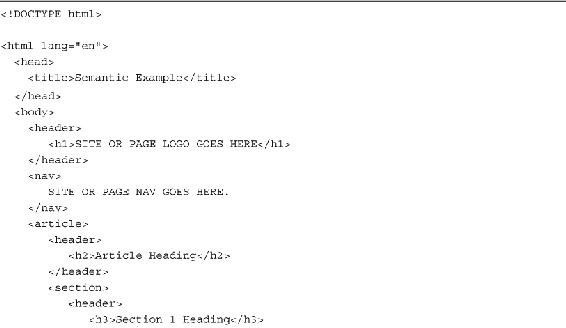 <!DOCTYPE html>
<html lang="en">
<head>
<title>Semantic Example</title>
</head>
<body>
<header>
<h1>SITE OR PAGE LOGO GOES HERE</h1>
</header>
<nav>
SITE OR PAGE NAV GOES HERE.
</nav>
<article>
<header>
<h2>Article Heading</h2>
</header>
<section>
<header>
<h3>Section 1 Heading</h3>